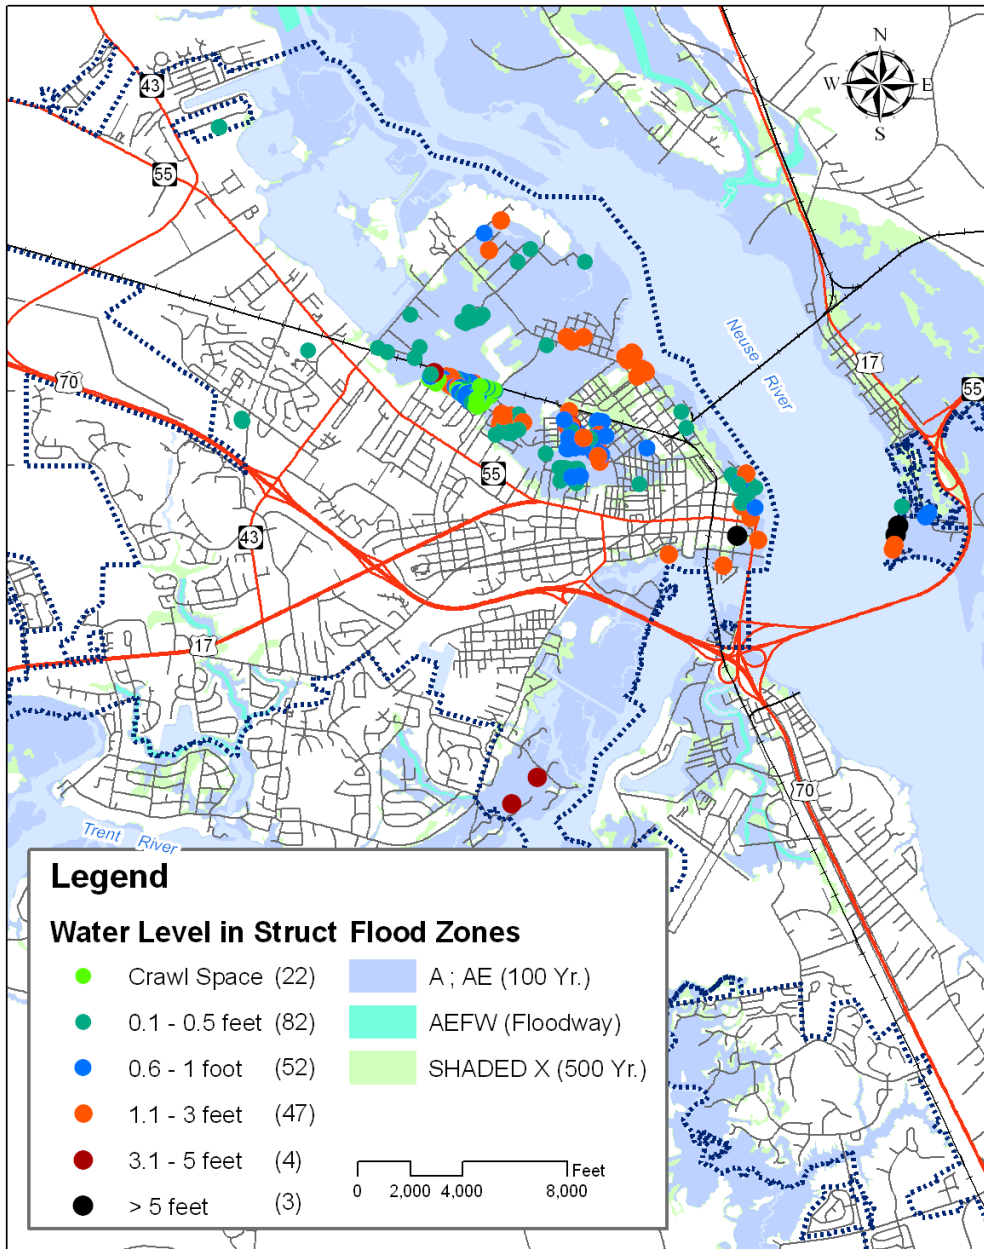 N
W E
S
43
55
Neuse
River
17
55
70
55
43
17
70
Trent River
Legend
Water Level in Struct Flood Zones
Crawl Space (22) A ; AE (100 Yr.)
0.1 - 0.5 feet (82) AEFW (Floodway)
0.6 - 1 foot (52) SHADED X (500 Yr.)
1.1 - 3 feet (47)
3.1 - 5 feet (4)
> 5 feet (3)
Feet
0 2,000 4,000 8,000